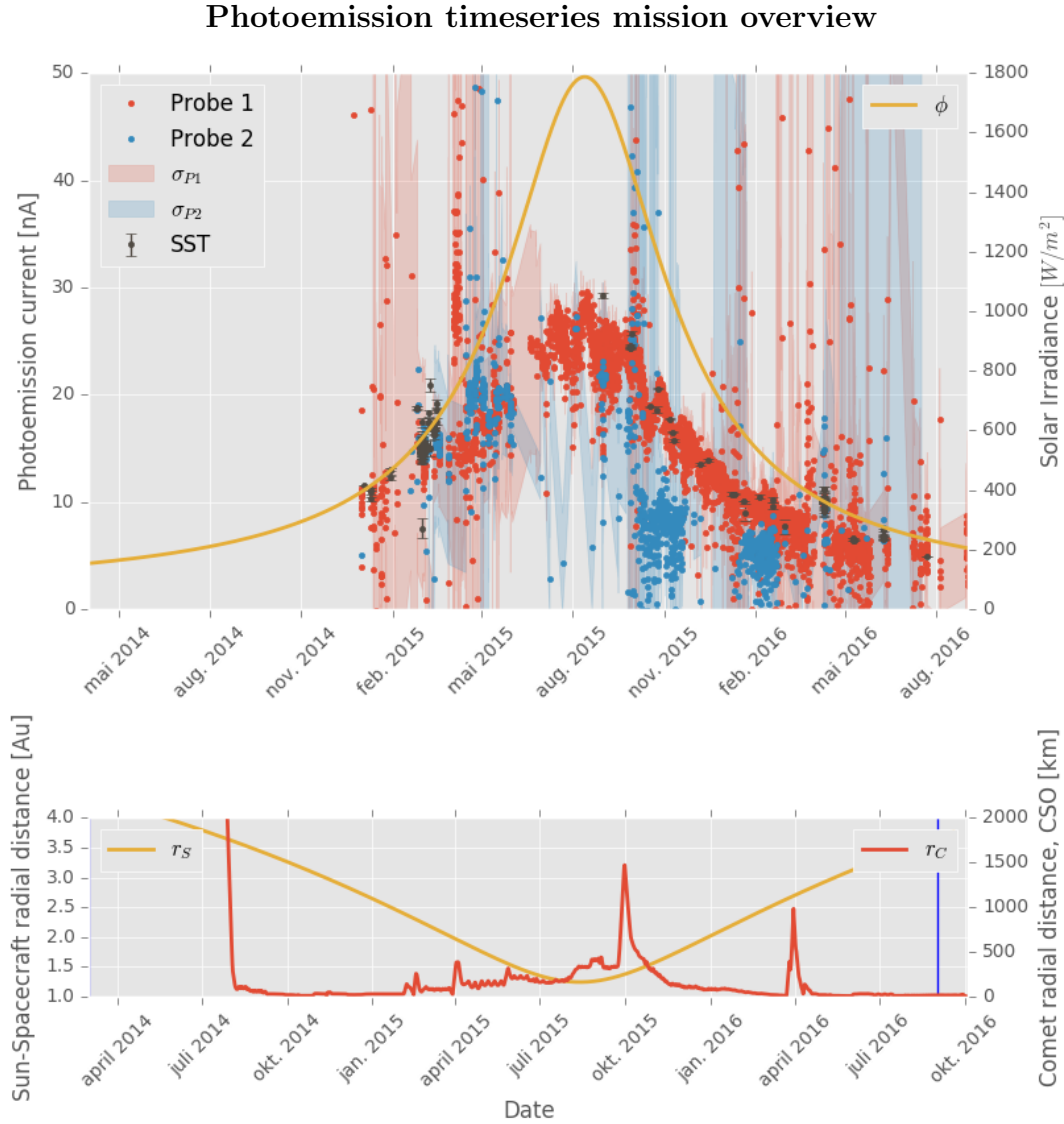 Photoemission timeseries mission overview
50
40
30
20
10
0
Photoemission current [nA]
Probe 1
Probe 2
σP1
σP2
SST
ϕ
1800
1600
1400
1200
1000
800
600
400
200
0
Solar Irradiance [W/m²]
mai 2014
aug. 2014
nov. 2014
feb. 2015
mai 2015
aug. 2015
nov. 2015
feb. 2016
mai 2016
aug. 2016
Sun-Spacecraft radial distance [Au]
4.0
3.5
3.0
2.5
2.0
1.5
1.0
rS
rC
2000
1500
1000
500
0
Comet radial distance, CSO [km]
april 2014
juli 2014
okt. 2014
jan. 2015
april 2015
juli 2015
okt. 2015
jan. 2016
april 2016
juli 2016
okt. 2016
Date